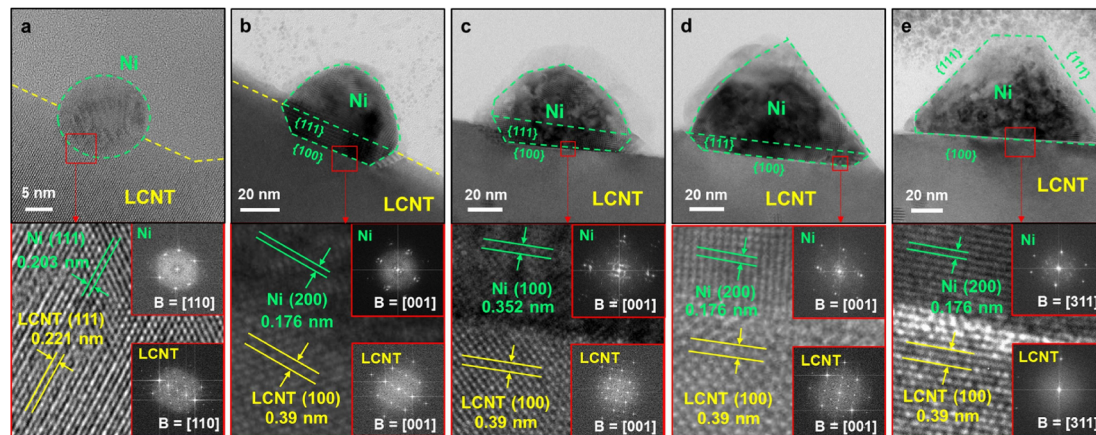 a
Ni
5 nm
LCNT
b
Ni
{111}
{100}
20 nm
LCNT
c
Ni
{111}
{100}
20 nm
LCNT
d
Ni
{111}
{100}
20 nm
LCNT
e
{111}
{111}
Ni
{100}
20 nm
LCNT
Ni (111)
0.203 nm
Ni
B = [110]
LCNT (111)
0.221 nm
LCNT
B = [110]
Ni
B = [001]
Ni (200)
0.176 nm
LCNT
LCNT (100)
0.39 nm
B = [001]
Ni
Ni (100)
0.352 nm
B = [001]
LCNT
LCNT (100)
0.39 nm
B = [001]
Ni
Ni (200)
0.176 nm
B = [001]
LCNT
LCNT (100)
0.39 nm
B = [001]
Ni
Ni (200)
0.176 nm
B = [311]
LCNT
LCNT (100)
0.39 nm
B = [311]